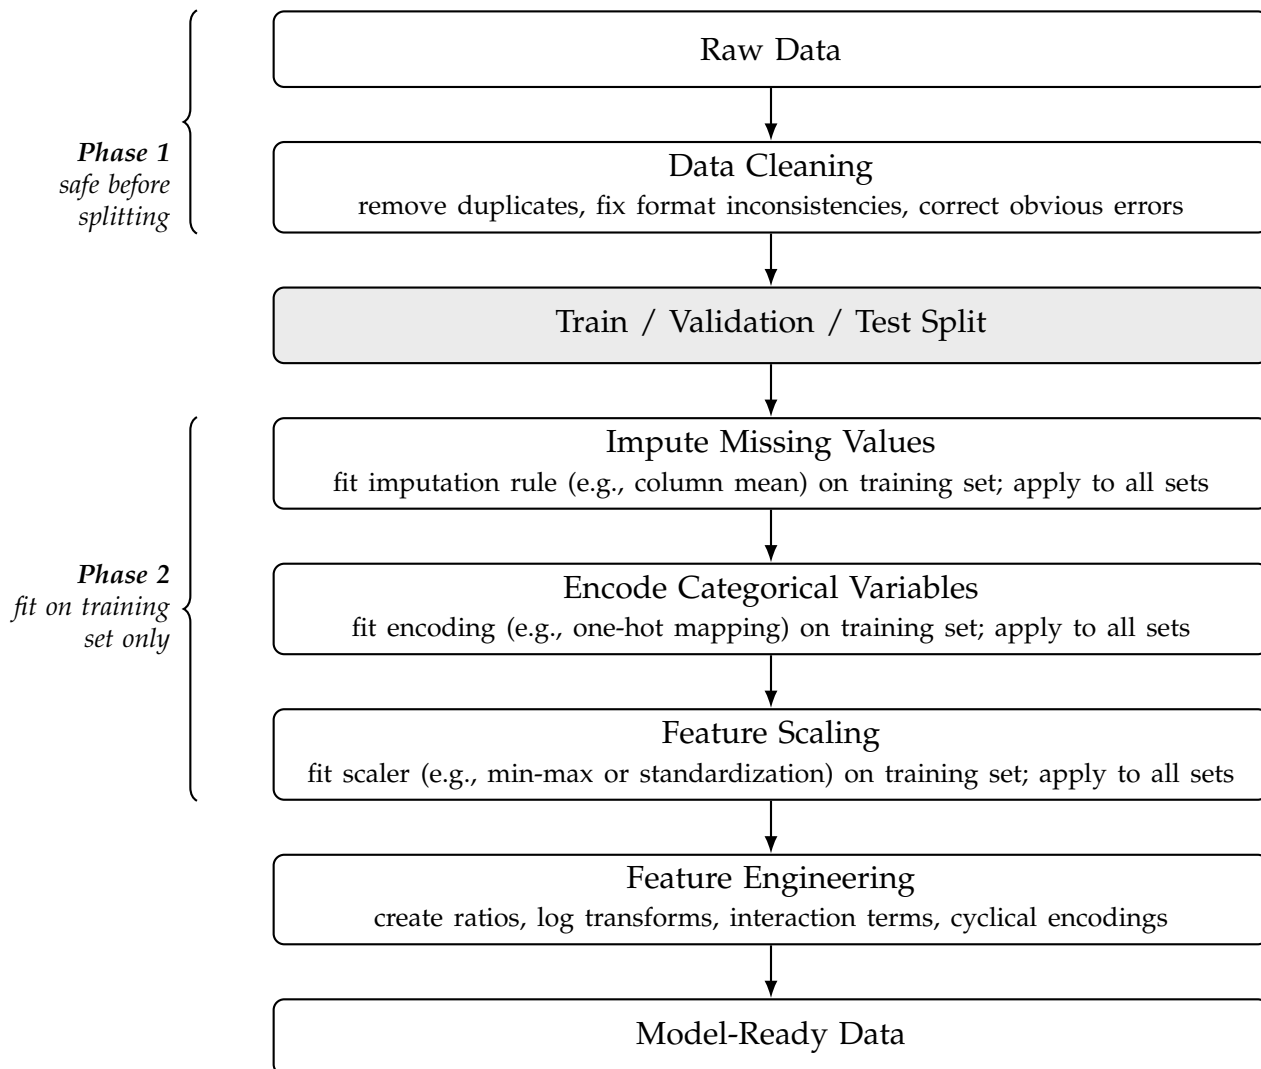 Raw Data
Phase 1
safe before
splitting
Data Cleaning
remove duplicates, fix format inconsistencies, correct obvious errors
Train / Validation / Test Split
Impute Missing Values
fit imputation rule (e.g., column mean) on training set; apply to all sets
Phase 2
fit on training
set only
Encode Categorical Variables
fit encoding (e.g., one-hot mapping) on training set; apply to all sets
Feature Scaling
fit scaler (e.g., min-max or standardization) on training set; apply to all sets
Feature Engineering
create ratios, log transforms, interaction terms, cyclical encodings
Model-Ready Data